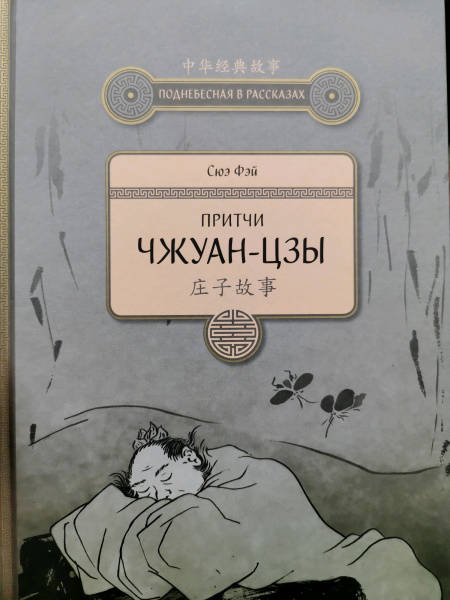 中华经典故事
ПОДНЕБЕСНАЯ В РАССКАЗАХ
Сюэ Фэй
ПРИТЧИ
ЧЖУАН-ЦЗЫ
庄子故事